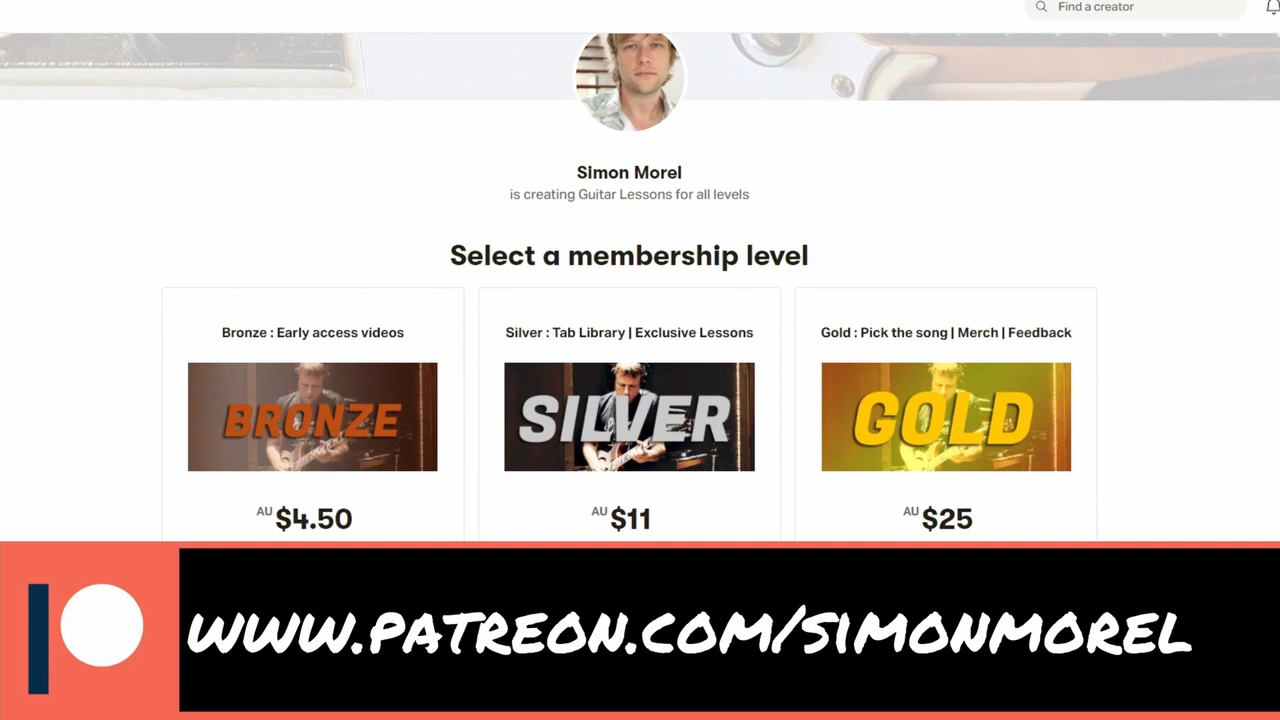 Find a creator
Simon Morel
is creating Guitar Lessons for all levels
Select a membership level
Bronze : Early access videos
Silver : Tab Library | Exclusive Lessons
Gold : Pick the song | Merch | Feedback
BRONZE
SILVER
GOLD
AU $4.50
AU $11
AU $25
WWW.PATREON.COM/SIMONMOREL